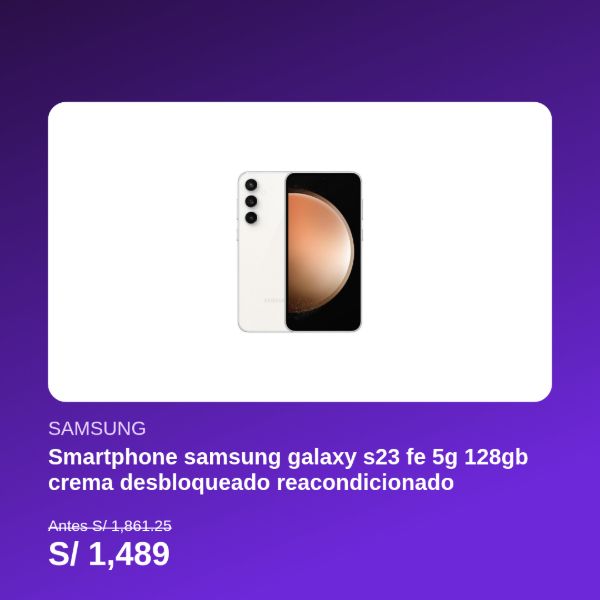 SAMSUNG
Smartphone samsung galaxy s23 fe 5g 128gb
crema desbloqueado reacondicionado
Antes S/ 1,861.25
S/ 1,489